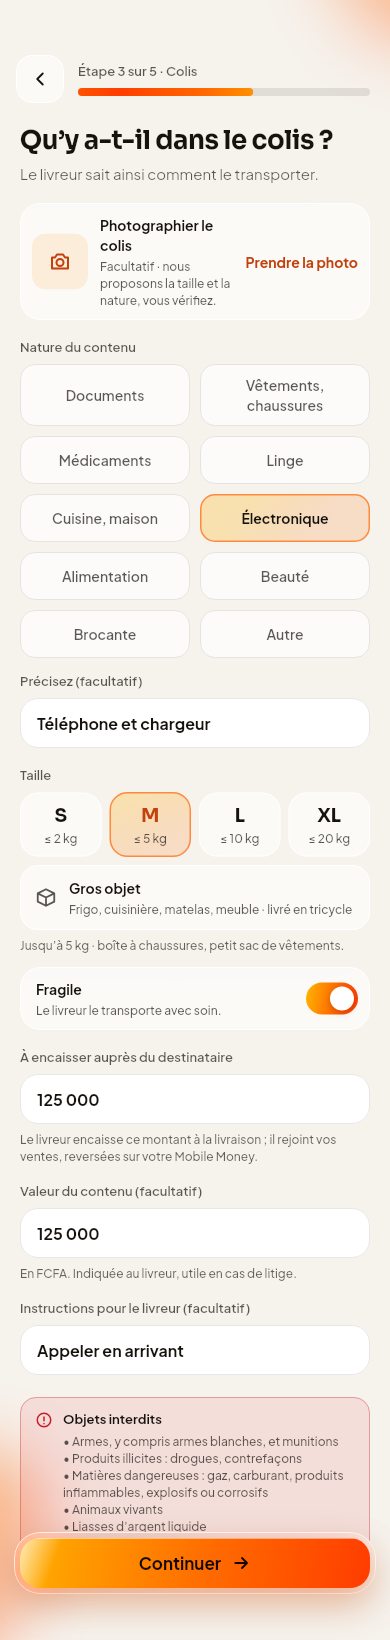 Étape 3 sur 5 · Colis
Qu’y a-t-il dans le colis ?
Le livreur sait ainsi comment le transporter.
Photographier le
colis
Facultatif · nous
proposons la taille et la
nature, vous vérifiez.
Prendre la photo
Nature du contenu
Documents
Vêtements,
chaussures
Médicaments
Linge
Cuisine, maison
Électronique
Alimentation
Beauté
Brocante
Autre
Précisez (facultatif)
Téléphone et chargeur
Taille
S
≤ 2 kg
M
≤ 5 kg
L
≤ 10 kg
XL
≤ 20 kg
Gros objet
Frigo, cuisinière, matelas, meuble · livré en tricycle
Jusqu’à 5 kg · boîte à chaussures, petit sac de vêtements.
Fragile
Le livreur le transporte avec soin.
À encaisser auprès du destinataire
125 000
Le livreur encaisse ce montant à la livraison ; il rejoint vos
ventes, reversées sur votre Mobile Money.
Valeur du contenu (facultatif)
125 000
En FCFA. Indiquée au livreur, utile en cas de litige.
Instructions pour le livreur (facultatif)
Appeler en arrivant
Objets interdits
• Armes, y compris armes blanches, et munitions
• Produits illicites : drogues, contrefaçons
• Matières dangereuses : gaz, carburant, produits
inflammables, explosifs ou corrosifs
• Animaux vivants
• Liasses d’argent liquide
Continuer